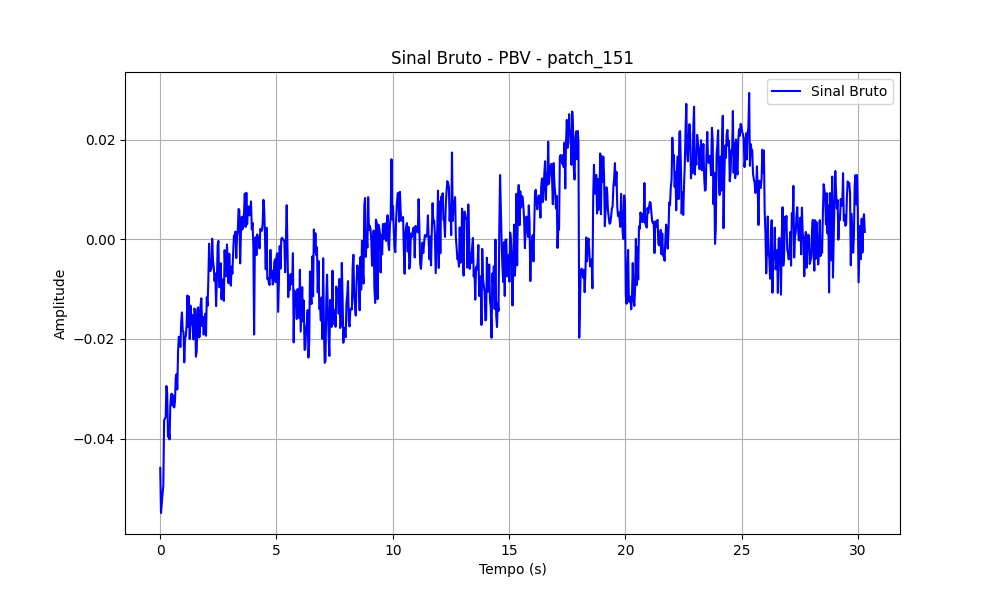 Sinal Bruto - PBV - patch_151
Sinal Bruto
Amplitude
0.02
0.00
−0.02
−0.04
0 5 10 15 20 25 30
Tempo (s)